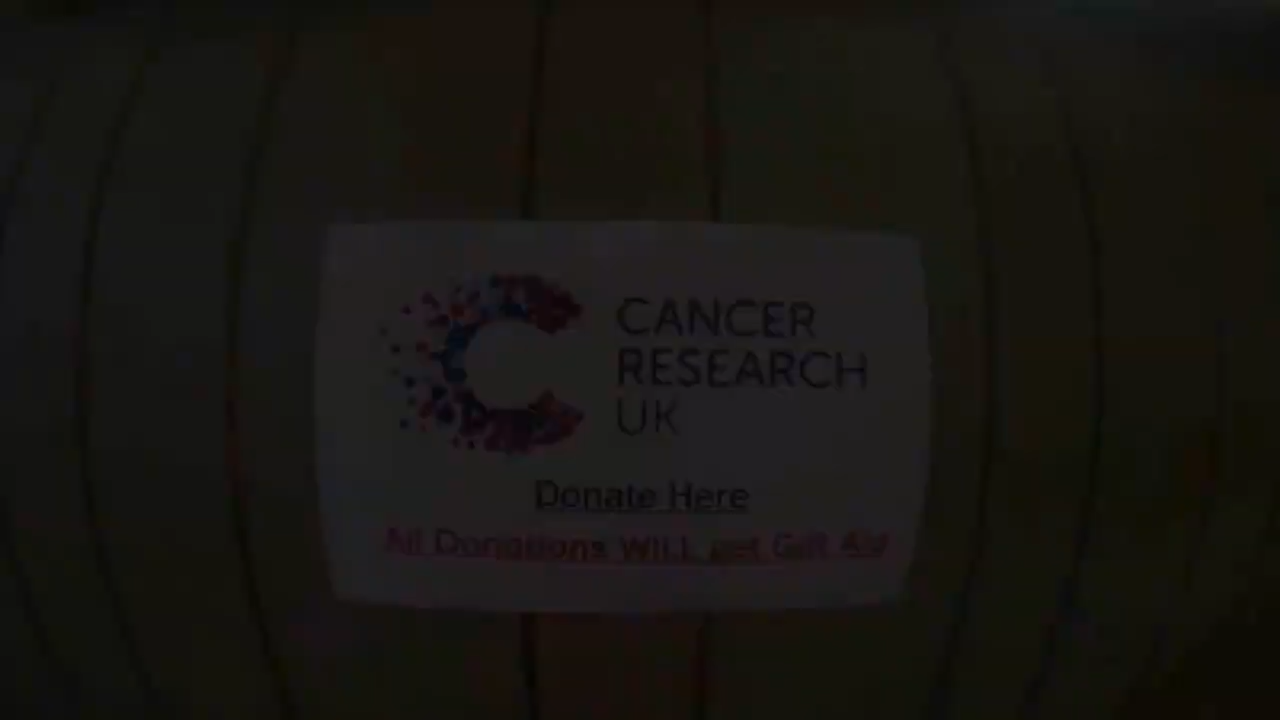 CANCER
RESEARCH
UK
Donate Here
All Donations WILL get Gift Aid